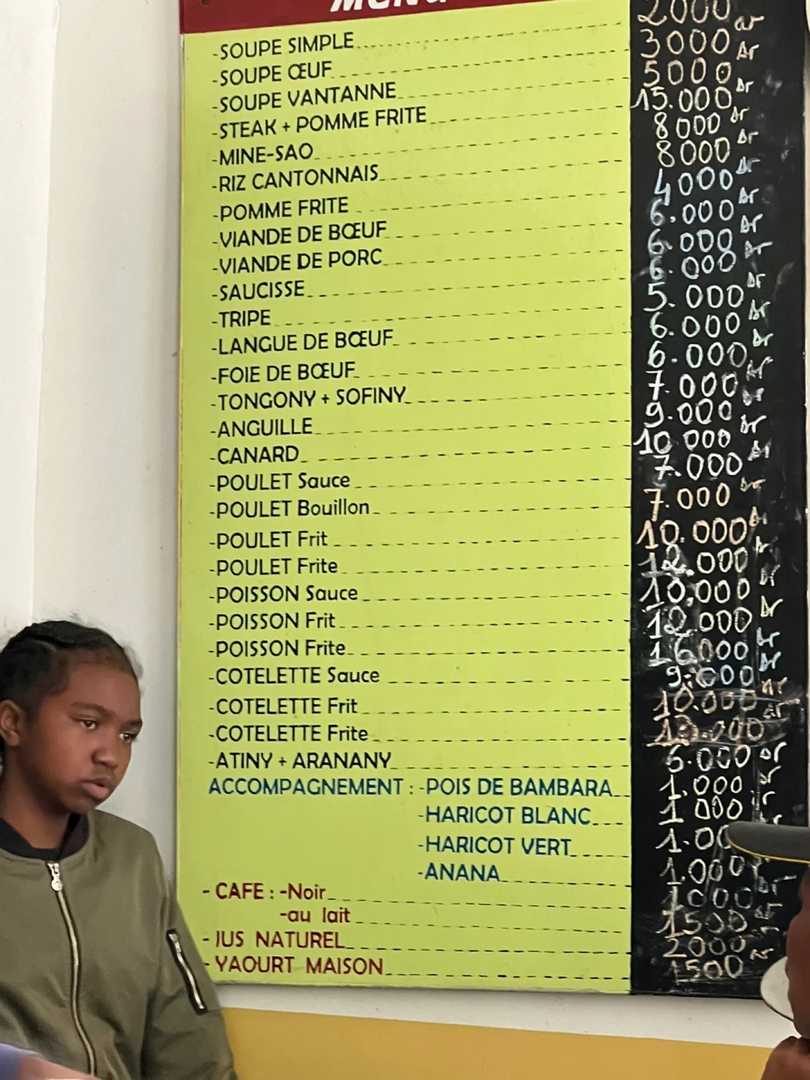 MENU
-SOUPE SIMPLE 2000 ar
-SOUPE ŒUF 3000 Ar
-SOUPE VANTANNE 5000 Ar
-STEAK + POMME FRITE 15.000 Ar
-MINE-SAO 8000 Ar
-RIZ CANTONNAIS 8000 Ar
-POMME FRITE 4000 Ar
-VIANDE DE BŒUF 6.000 Ar
-VIANDE DE PORC 6.000 Ar
-SAUCISSE 6.000 Ar
-TRIPE 5.000 Ar
-LANGUE DE BŒUF 6.000 Ar
-FOIE DE BŒUF 6.000 Ar
-TONGONY + SOFINY 7.000 Ar
-ANGUILLE 9.000 Ar
-CANARD 10 000 Ar
-POULET Sauce 7.000 Ar
-POULET Bouillon 7.000 Ar
-POULET Frit 10.000 Ar
-POULET Frite 12.000 Ar
-POISSON Sauce 10,000 Ar
-POISSON Frit 12.000 Ar
-POISSON Frite 16000 Ar
-COTELETTE Sauce 9.000 Ar
-COTELETTE Frit 10.000 Ar
-COTELETTE Frite 13.000 Ar
-ATINY + ARANANY 6.000 Ar
ACCOMPAGNEMENT : -POIS DE BAMBARA 1.000 Ar
-HARICOT BLANC 1 000 Ar
-HARICOT VERT 1.00
-ANANA 1.000
- CAFE : -Noir 1000 Ar
-au lait 1500 Ar
- JUS NATUREL 2000 Ar
- YAOURT MAISON 1500